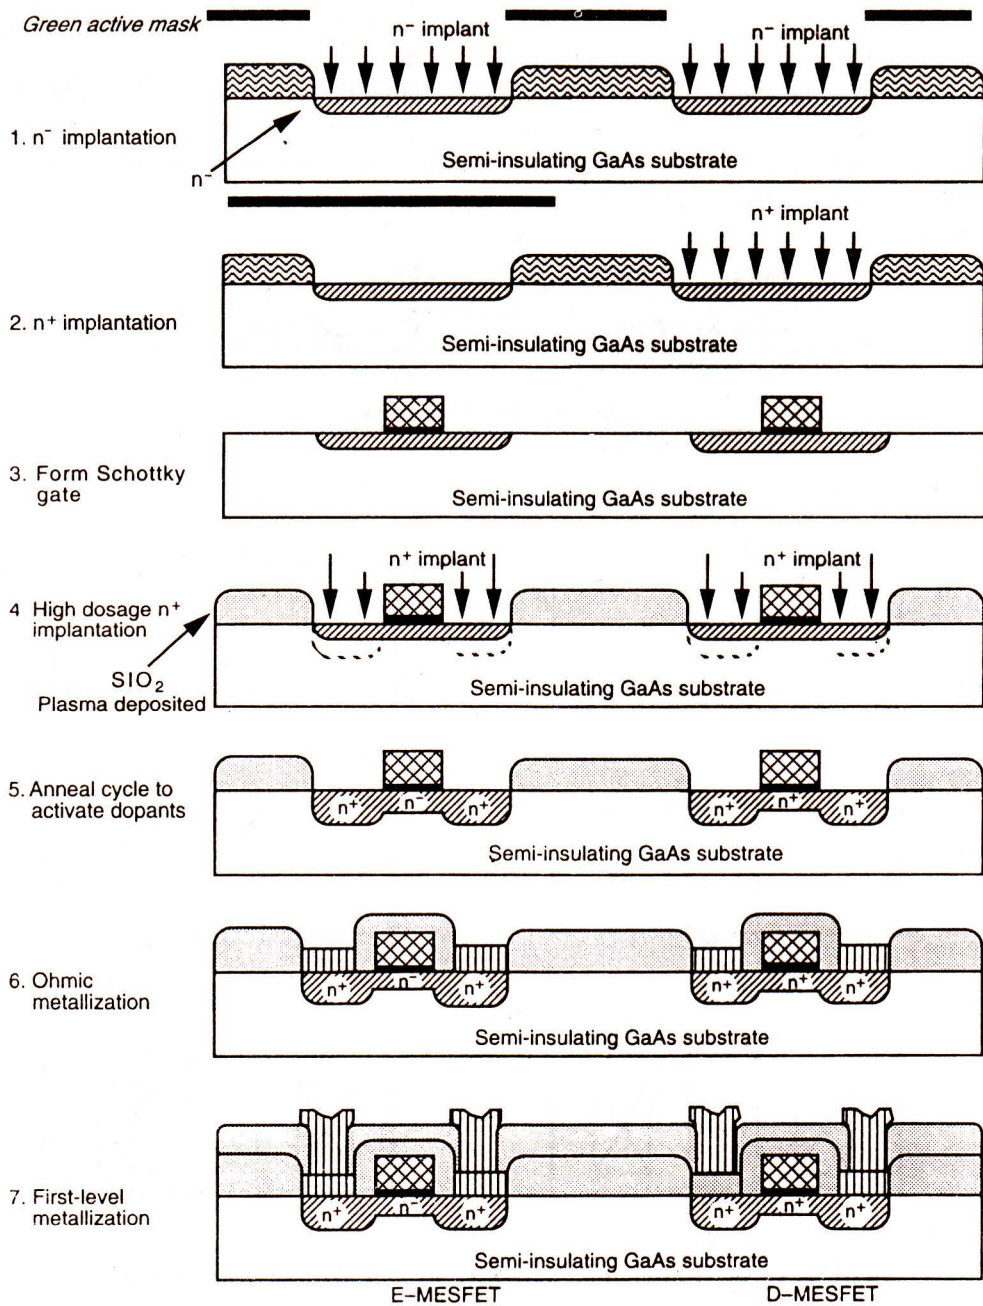 Green active mask
n⁻ implant
n⁻ implant
1. n⁻ implantation
n⁻
Semi-insulating GaAs substrate
n⁺ implant
2. n⁺ implantation
Semi-insulating GaAs substrate
3. Form Schottky
gate
Semi-insulating GaAs substrate
n⁺ implant
n⁺ implant
4 High dosage n⁺
implantation
SIO₂
Plasma deposited
Semi-insulating GaAs substrate
5. Anneal cycle to
activate dopants
n⁺ n⁻ n⁺
n⁺ n⁺ n⁺
Semi-insulating GaAs substrate
6. Ohmic
metallization
n⁺ n⁻ n⁺
n⁺ n⁺ n⁺
Semi-insulating GaAs substrate
7. First-level
metallization
n⁺ n⁻ n⁺
n⁺ n⁺ n⁺
Semi-insulating GaAs substrate
E–MESFET
D–MESFET